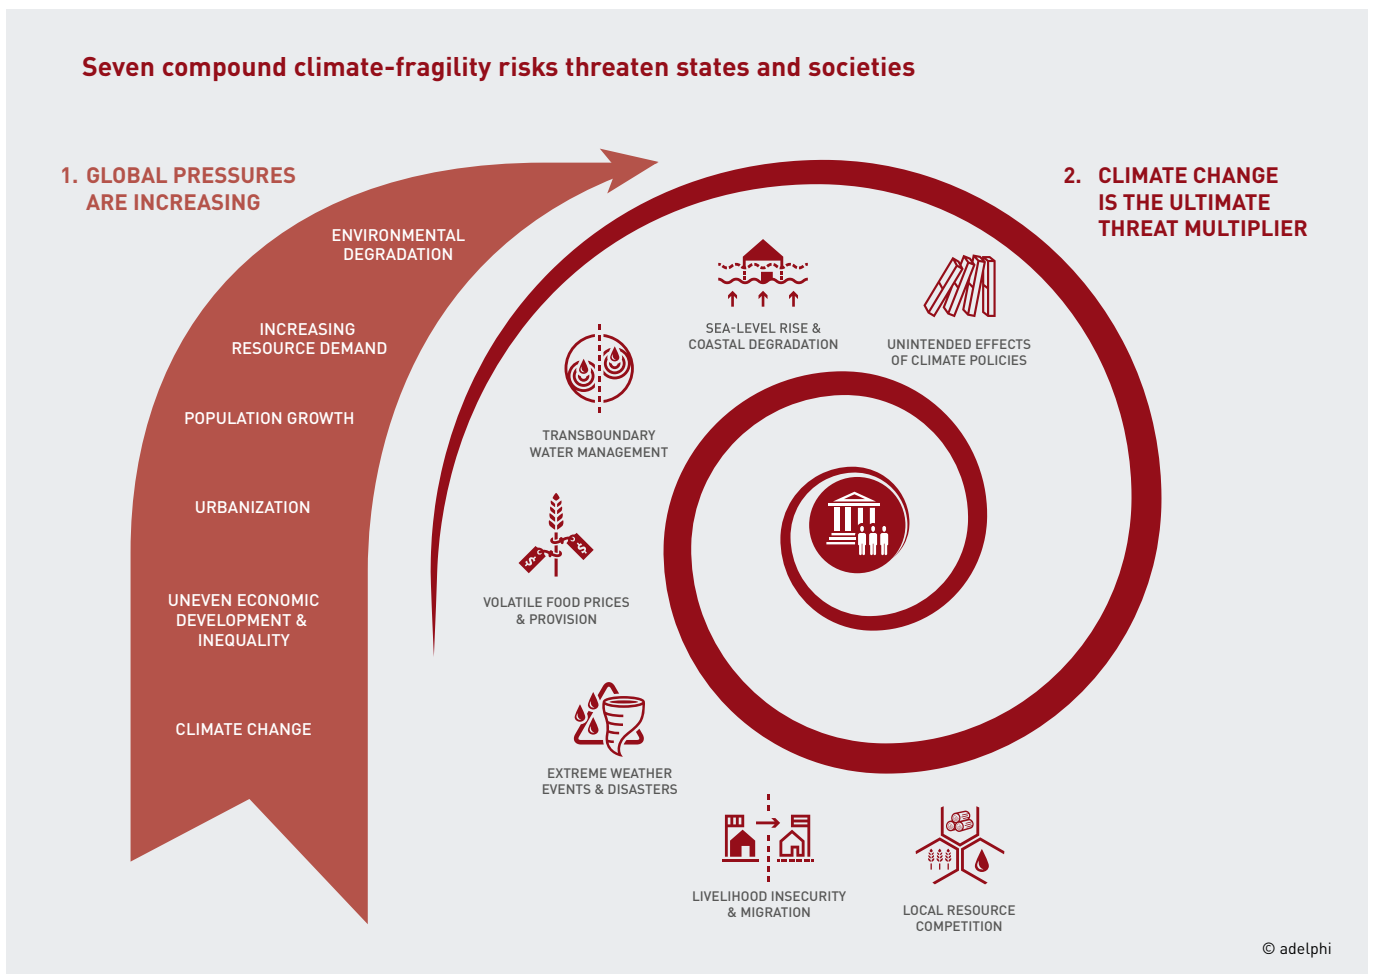 Seven compound climate-fragility risks threaten states and societies
1. GLOBAL PRESSURES
ARE INCREASING
ENVIRONMENTAL
DEGRADATION
INCREASING
RESOURCE DEMAND
POPULATION GROWTH
URBANIZATION
UNEVEN ECONOMIC
DEVELOPMENT &
INEQUALITY
CLIMATE CHANGE
2. CLIMATE CHANGE
IS THE ULTIMATE
THREAT MULTIPLIER
SEA-LEVEL RISE &
COASTAL DEGRADATION
UNINTENDED EFFECTS
OF CLIMATE POLICIES
TRANSBOUNDARY
WATER MANAGEMENT
$ $
VOLATILE FOOD PRICES
& PROVISION
EXTREME WEATHER
EVENTS & DISASTERS
LIVELIHOOD INSECURITY
& MIGRATION
LOCAL RESOURCE
COMPETITION
© adelphi